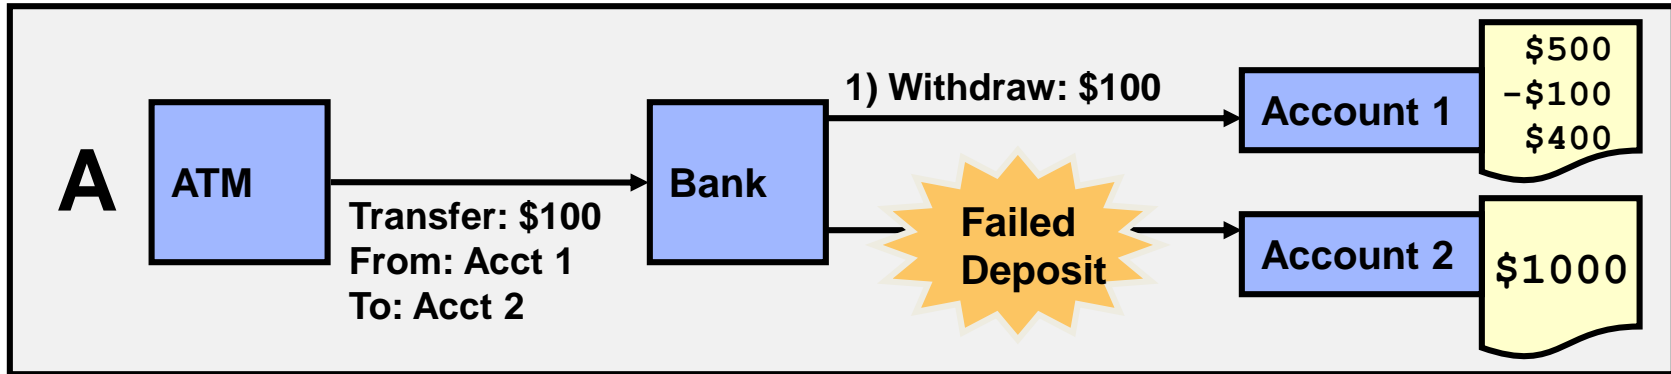 A
ATM
Transfer: $100
From: Acct 1
To: Acct 2
Bank
1) Withdraw: $100
Failed
Deposit
Account 1
$500
-$100
$400
Account 2
$1000